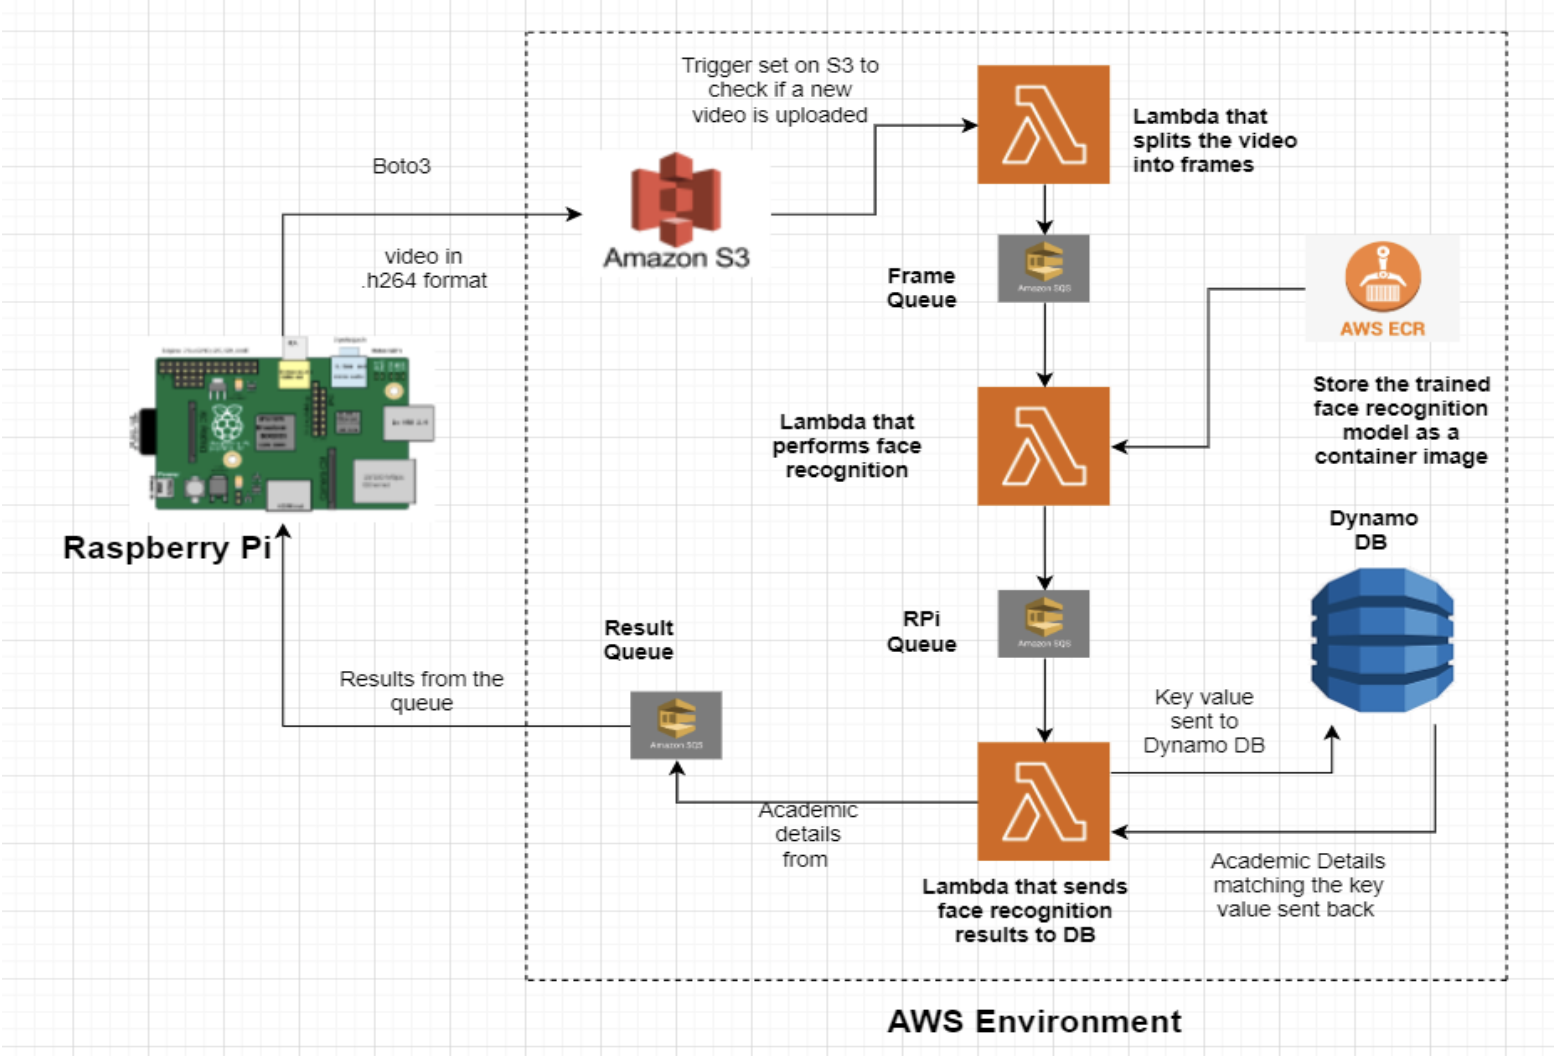 Trigger set on S3 to
check if a new
video is uploaded
Lambda that
splits the video
into frames
Boto3
Amazon S3
video in
.h264 format
Frame
Queue
Amazon SQS
AWS ECR
Store the trained
face recognition
model as a
container image
Lambda that
performs face
recognition
Raspberry Pi
Dynamo
DB
RPi
Queue
Amazon SQS
Result
Queue
Results from the
queue
Amazon SQS
Key value
sent to
Dynamo DB
Academic
details
from
Academic Details
matching the key
value sent back
Lambda that sends
face recognition
results to DB
AWS Environment